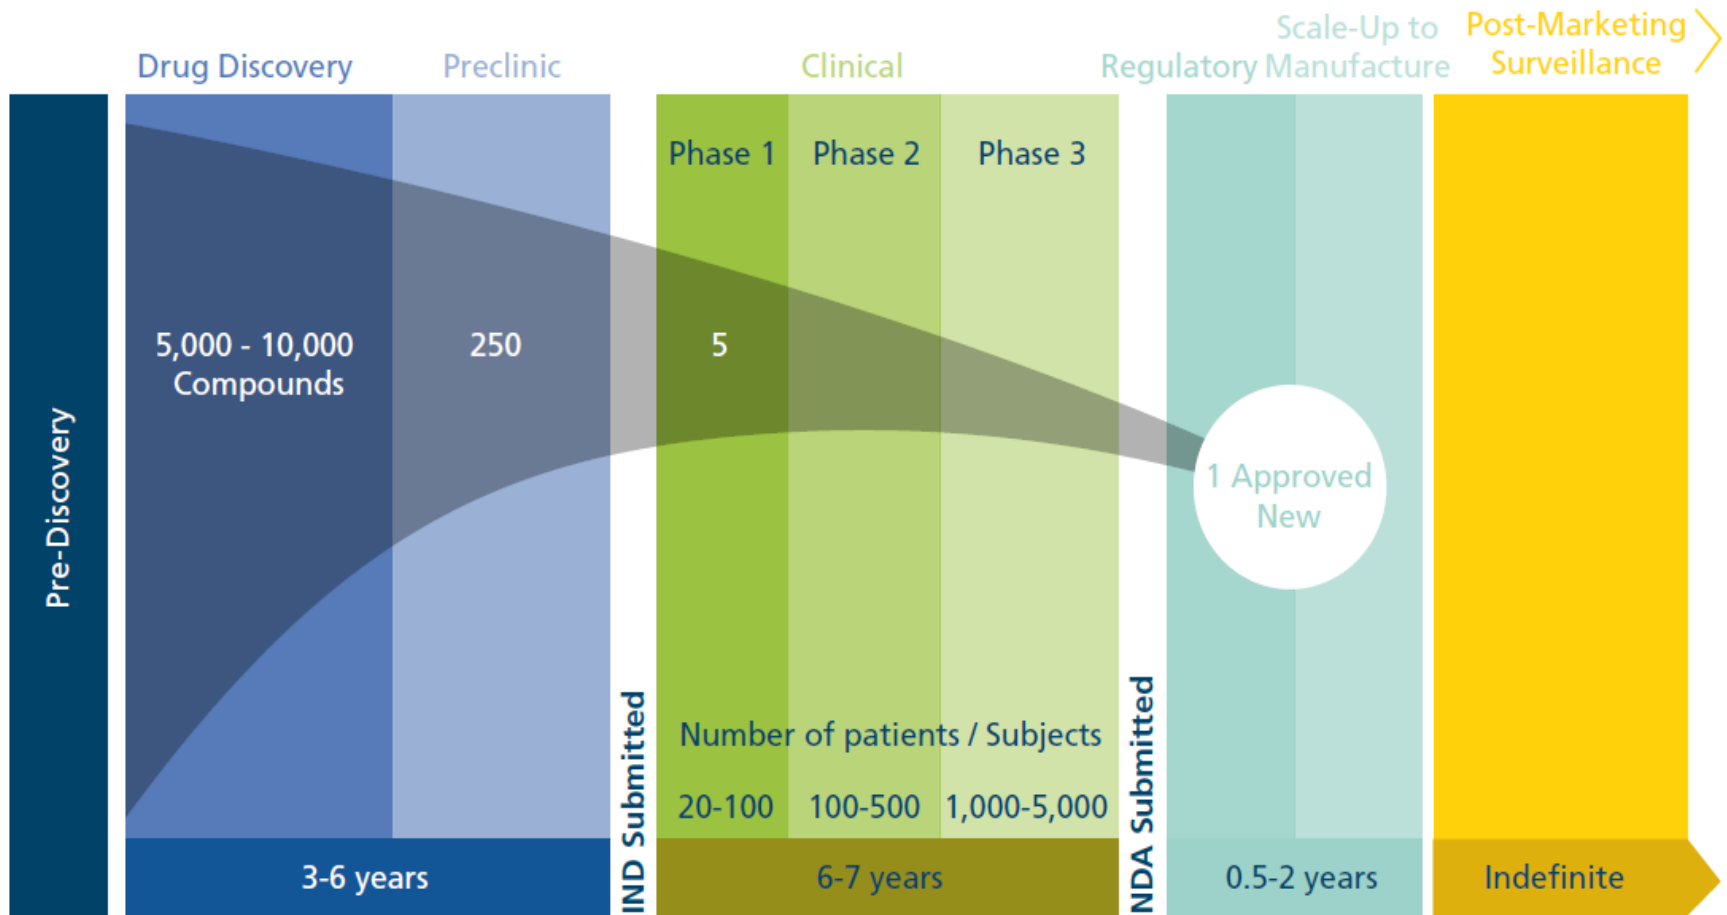 Drug Discovery
Preclinic
Clinical
Regulatory
Scale-Up to
Manufacture
Post-Marketing
Surveillance
Pre-Discovery
5,000 - 10,000
Compounds
250
IND Submitted
Phase 1
Phase 2
Phase 3
5
Number of patients / Subjects
20-100
100-500
1,000-5,000
NDA Submitted
1 Approved
New
3-6 years
6-7 years
0.5-2 years
Indefinite